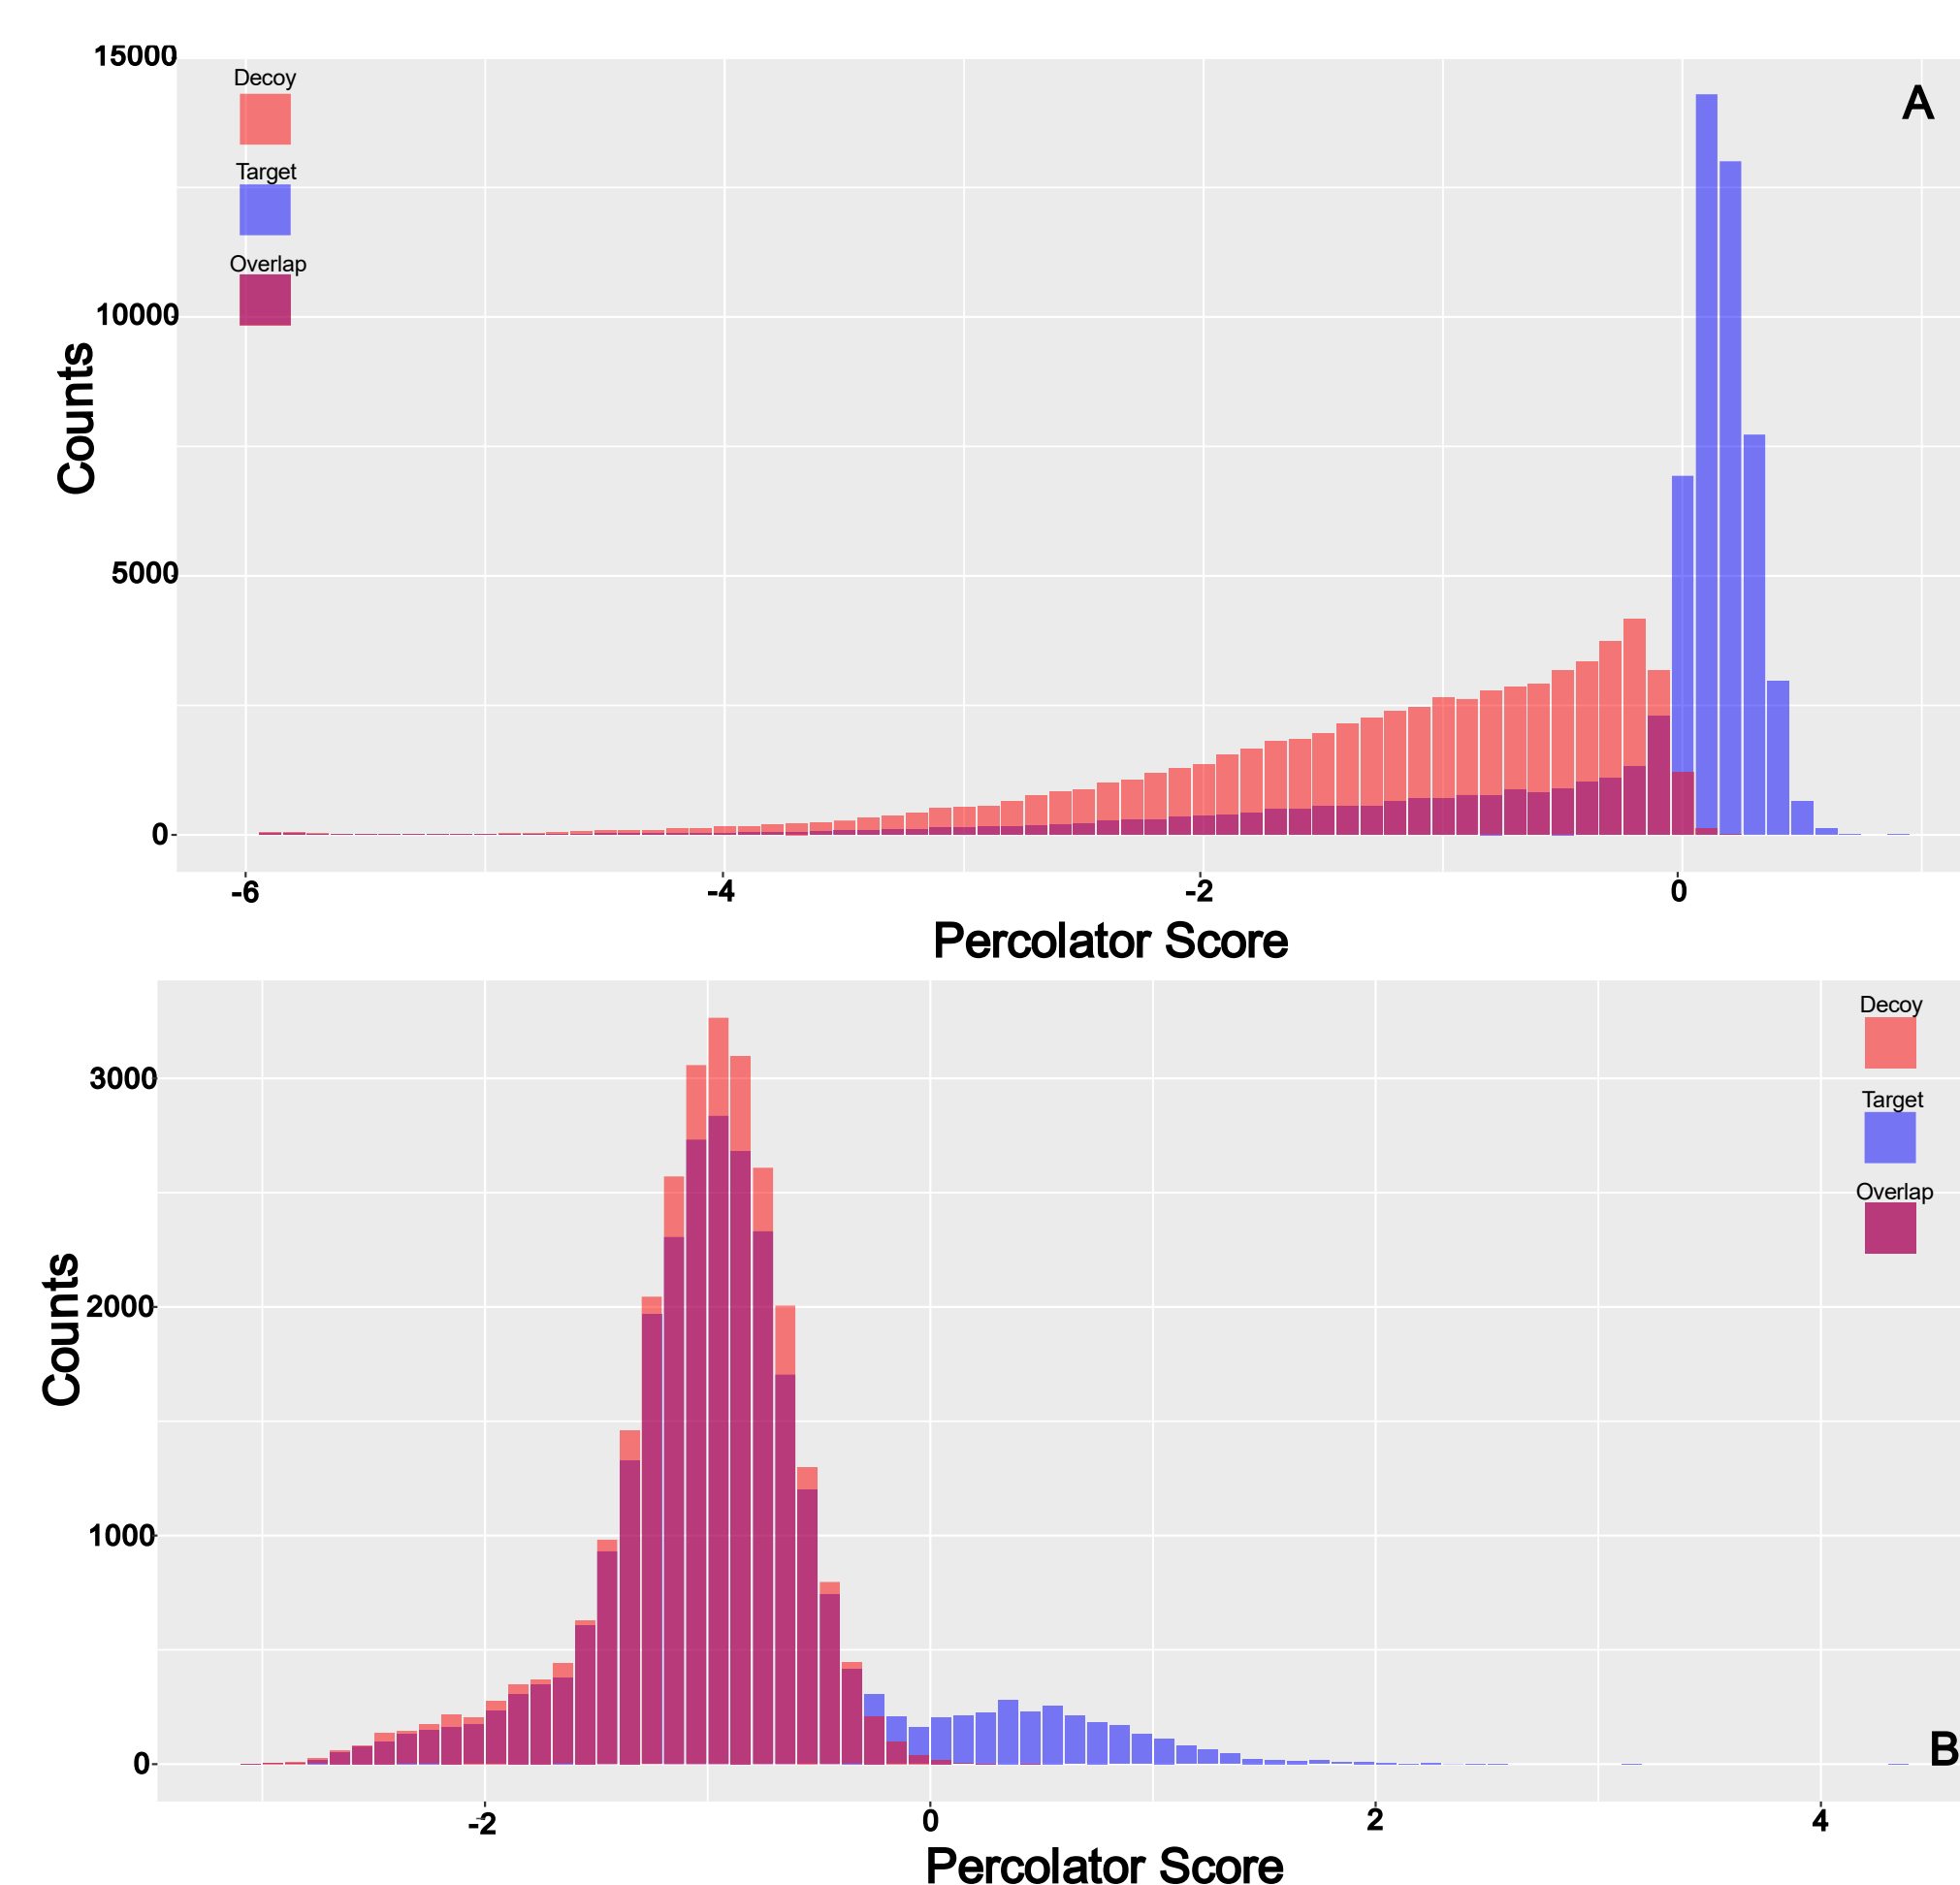 15000
Decoy
A
Target
Overlap
10000
Counts
5000
0
-6
-4
-2
0
Percolator Score
Decoy
3000
Target
Overlap
Counts
2000
1000
0
B
-2
0
2
4
Percolator Score